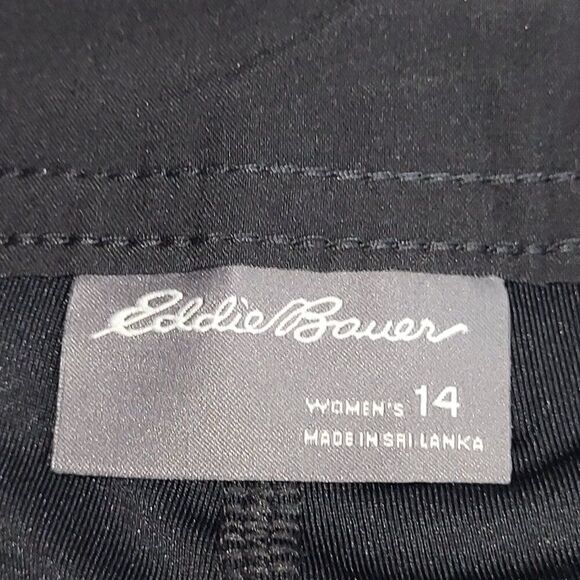 Eddie Bauer
WOMEN'S 14
MADE IN SRI LANKA